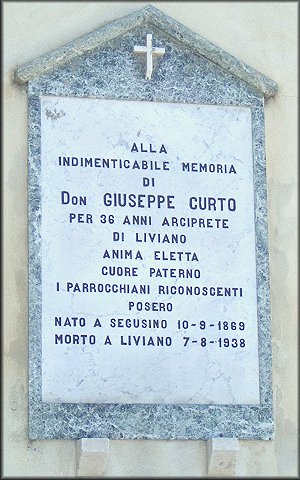 ALLA
INDIMENTICABILE MEMORIA
DI
DON GIUSEPPE CURTO
PER 36 ANNI ARCIPRETE
DI LIVIANO
ANIMA ELETTA
CUORE PATERNO
I PARROCCHIANI RICONOSCENTI
POSERO
NATO A SEGUSINO 10-9-1869
MORTO A LIVIANO 7-8-1938